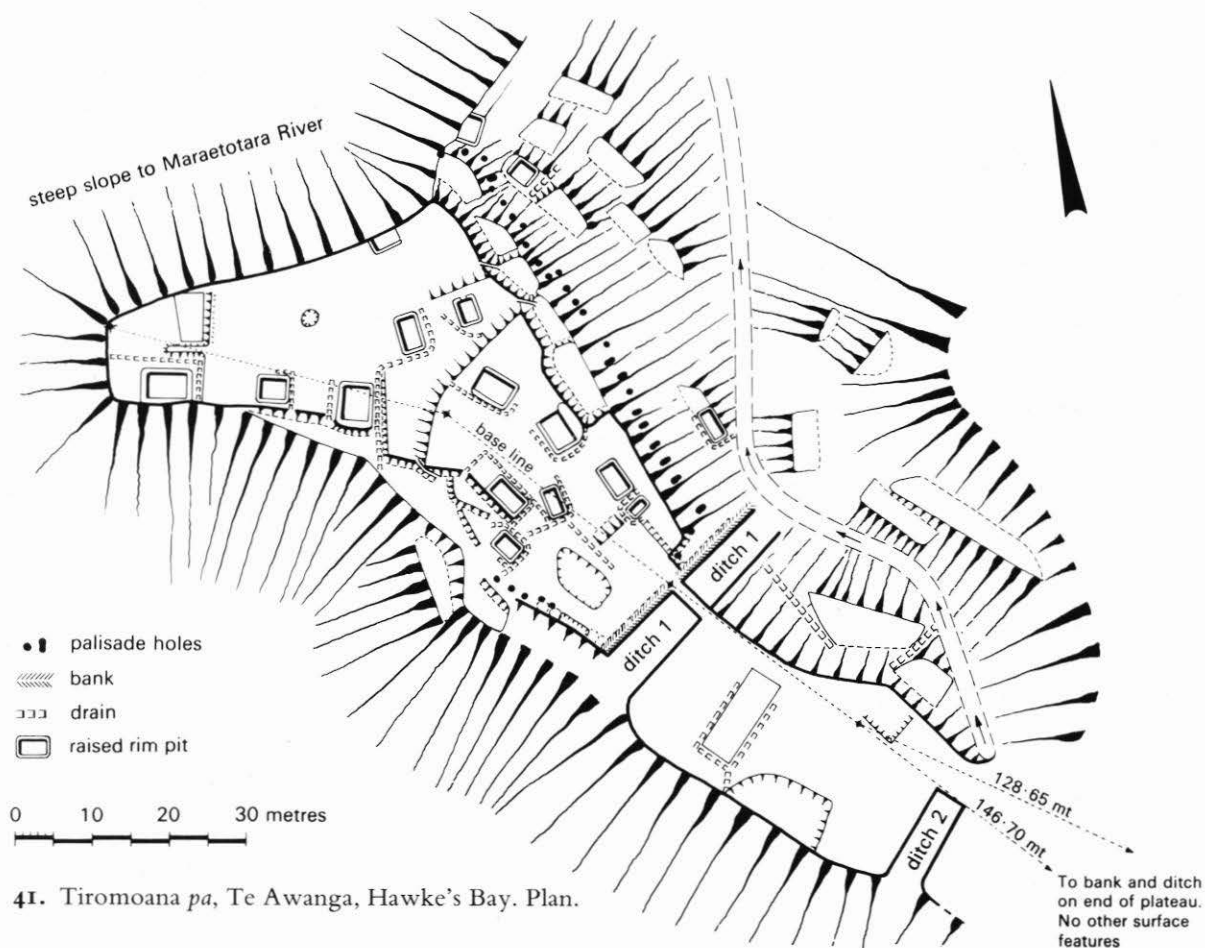 steep slope to Maraetotara River
base line
ditch 1
ditch 1
palisade holes
bank
drain
raised rim pit
0 10 20 30 metres
128·65 mt
146·70 mt
ditch 2
To bank and ditch
on end of plateau.
No other surface
features
41. Tiromoana pa, Te Awanga, Hawke's Bay. Plan.